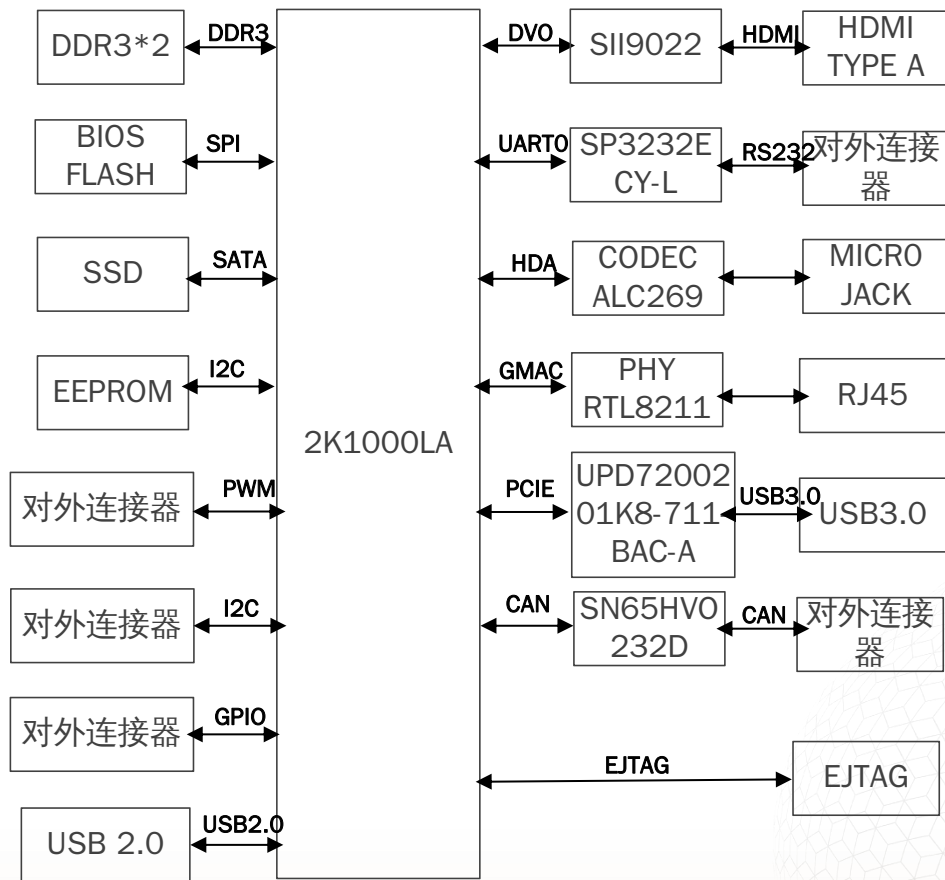 DDR3*2
DDR3
DVO
SII9022
HDMI
HDMI
TYPE A
BIOS
FLASH
SPI
UART0
SP3232E
CY-L
RS232
对外连接
器
SSD
SATA
HDA
CODEC
ALC269
MICRO
JACK
EEPROM
I2C
GMAC
PHY
RTL8211
RJ45
2K1000LA
对外连接器
PWM
PCIE
UPD72002
01K8-711
BAC-A
USB3.0
USB3.0
对外连接器
I2C
CAN
SN65HVO
232D
CAN
对外连接
器
对外连接器
GPIO
EJTAG
EJTAG
USB 2.0
USB2.0